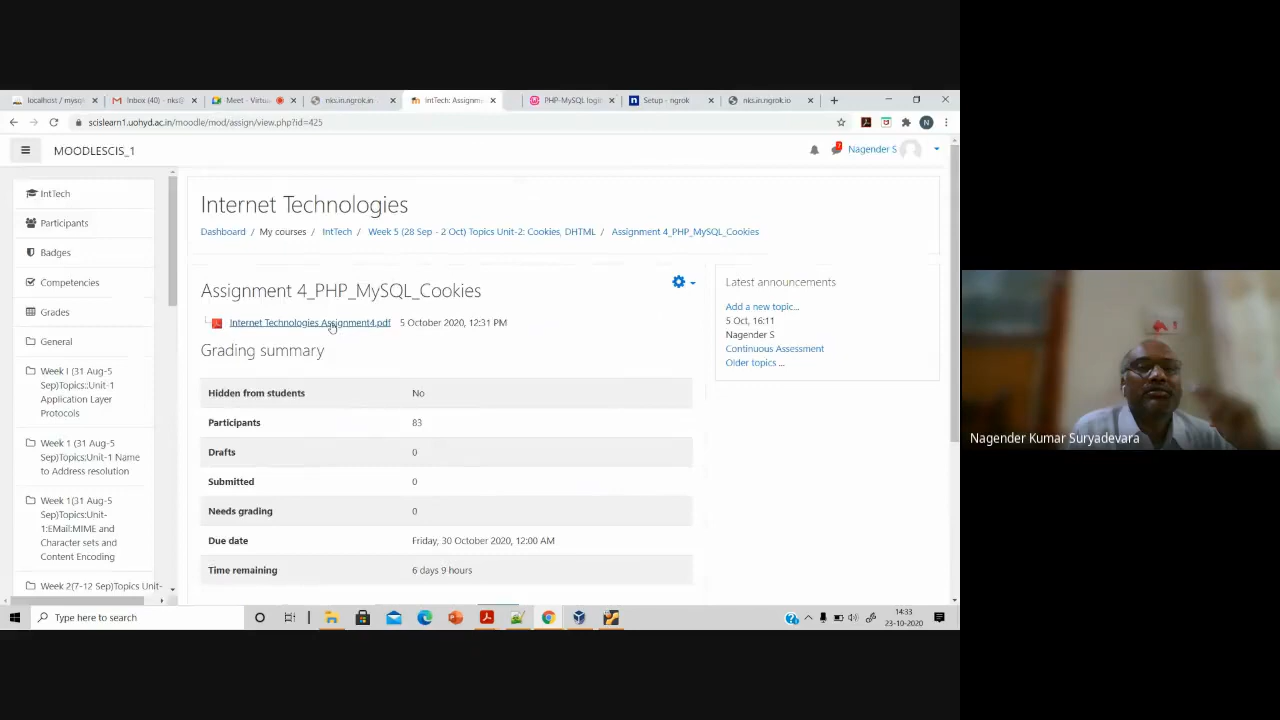 localhost / mysq
Inbox (40) - nks@
Meet - Virtu
nks.in.ngrok.io
IntTech: Assignm
PHP-MySQL login
Setup - ngrok
nks.in.ngrok.io
scislearn1.uohyd.ac.in/moodle/mod/assign/view.php?id=425
N
MOODLESCIS_1
Nagender S
IntTech
Participants
Badges
Competencies
Grades
General
Week I (31 Aug-5
Sep)Topics::Unit-1
Application Layer
Protocols
Week 1 (31 Aug-5
Sep)Topics:Unit-1 Name
to Address resolution
Week 1(31 Aug-5
Sep)Topics:Unit-
1:EMail:MIME and
Character sets and
Content Encoding
Week 2(7-12 Sep)Topics Unit-
Internet Technologies
Dashboard / My courses / IntTech / Week 5 (28 Sep - 2 Oct) Topics Unit-2: Cookies, DHTML / Assignment 4_PHP_MySQL_Cookies
Assignment 4_PHP_MySQL_Cookies
Internet Technologies Assignment4.pdf 5 October 2020, 12:31 PM
Grading summary
Hidden from students No
Participants 83
Drafts 0
Submitted 0
Needs grading 0
Due date Friday, 30 October 2020, 12:00 AM
Time remaining 6 days 9 hours
Latest announcements
Add a new topic...
5 Oct, 16:11
Nagender S
Continuous Assessment
Older topics ...
Type here to search
14:33
23-10-2020
Nagender Kumar Suryadevara